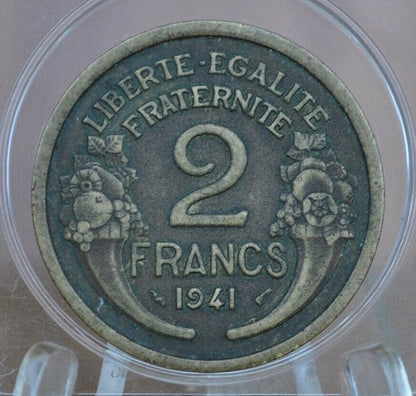 LIBERTE·EGALITE
FRATERNITE
2
FRANCS
1941